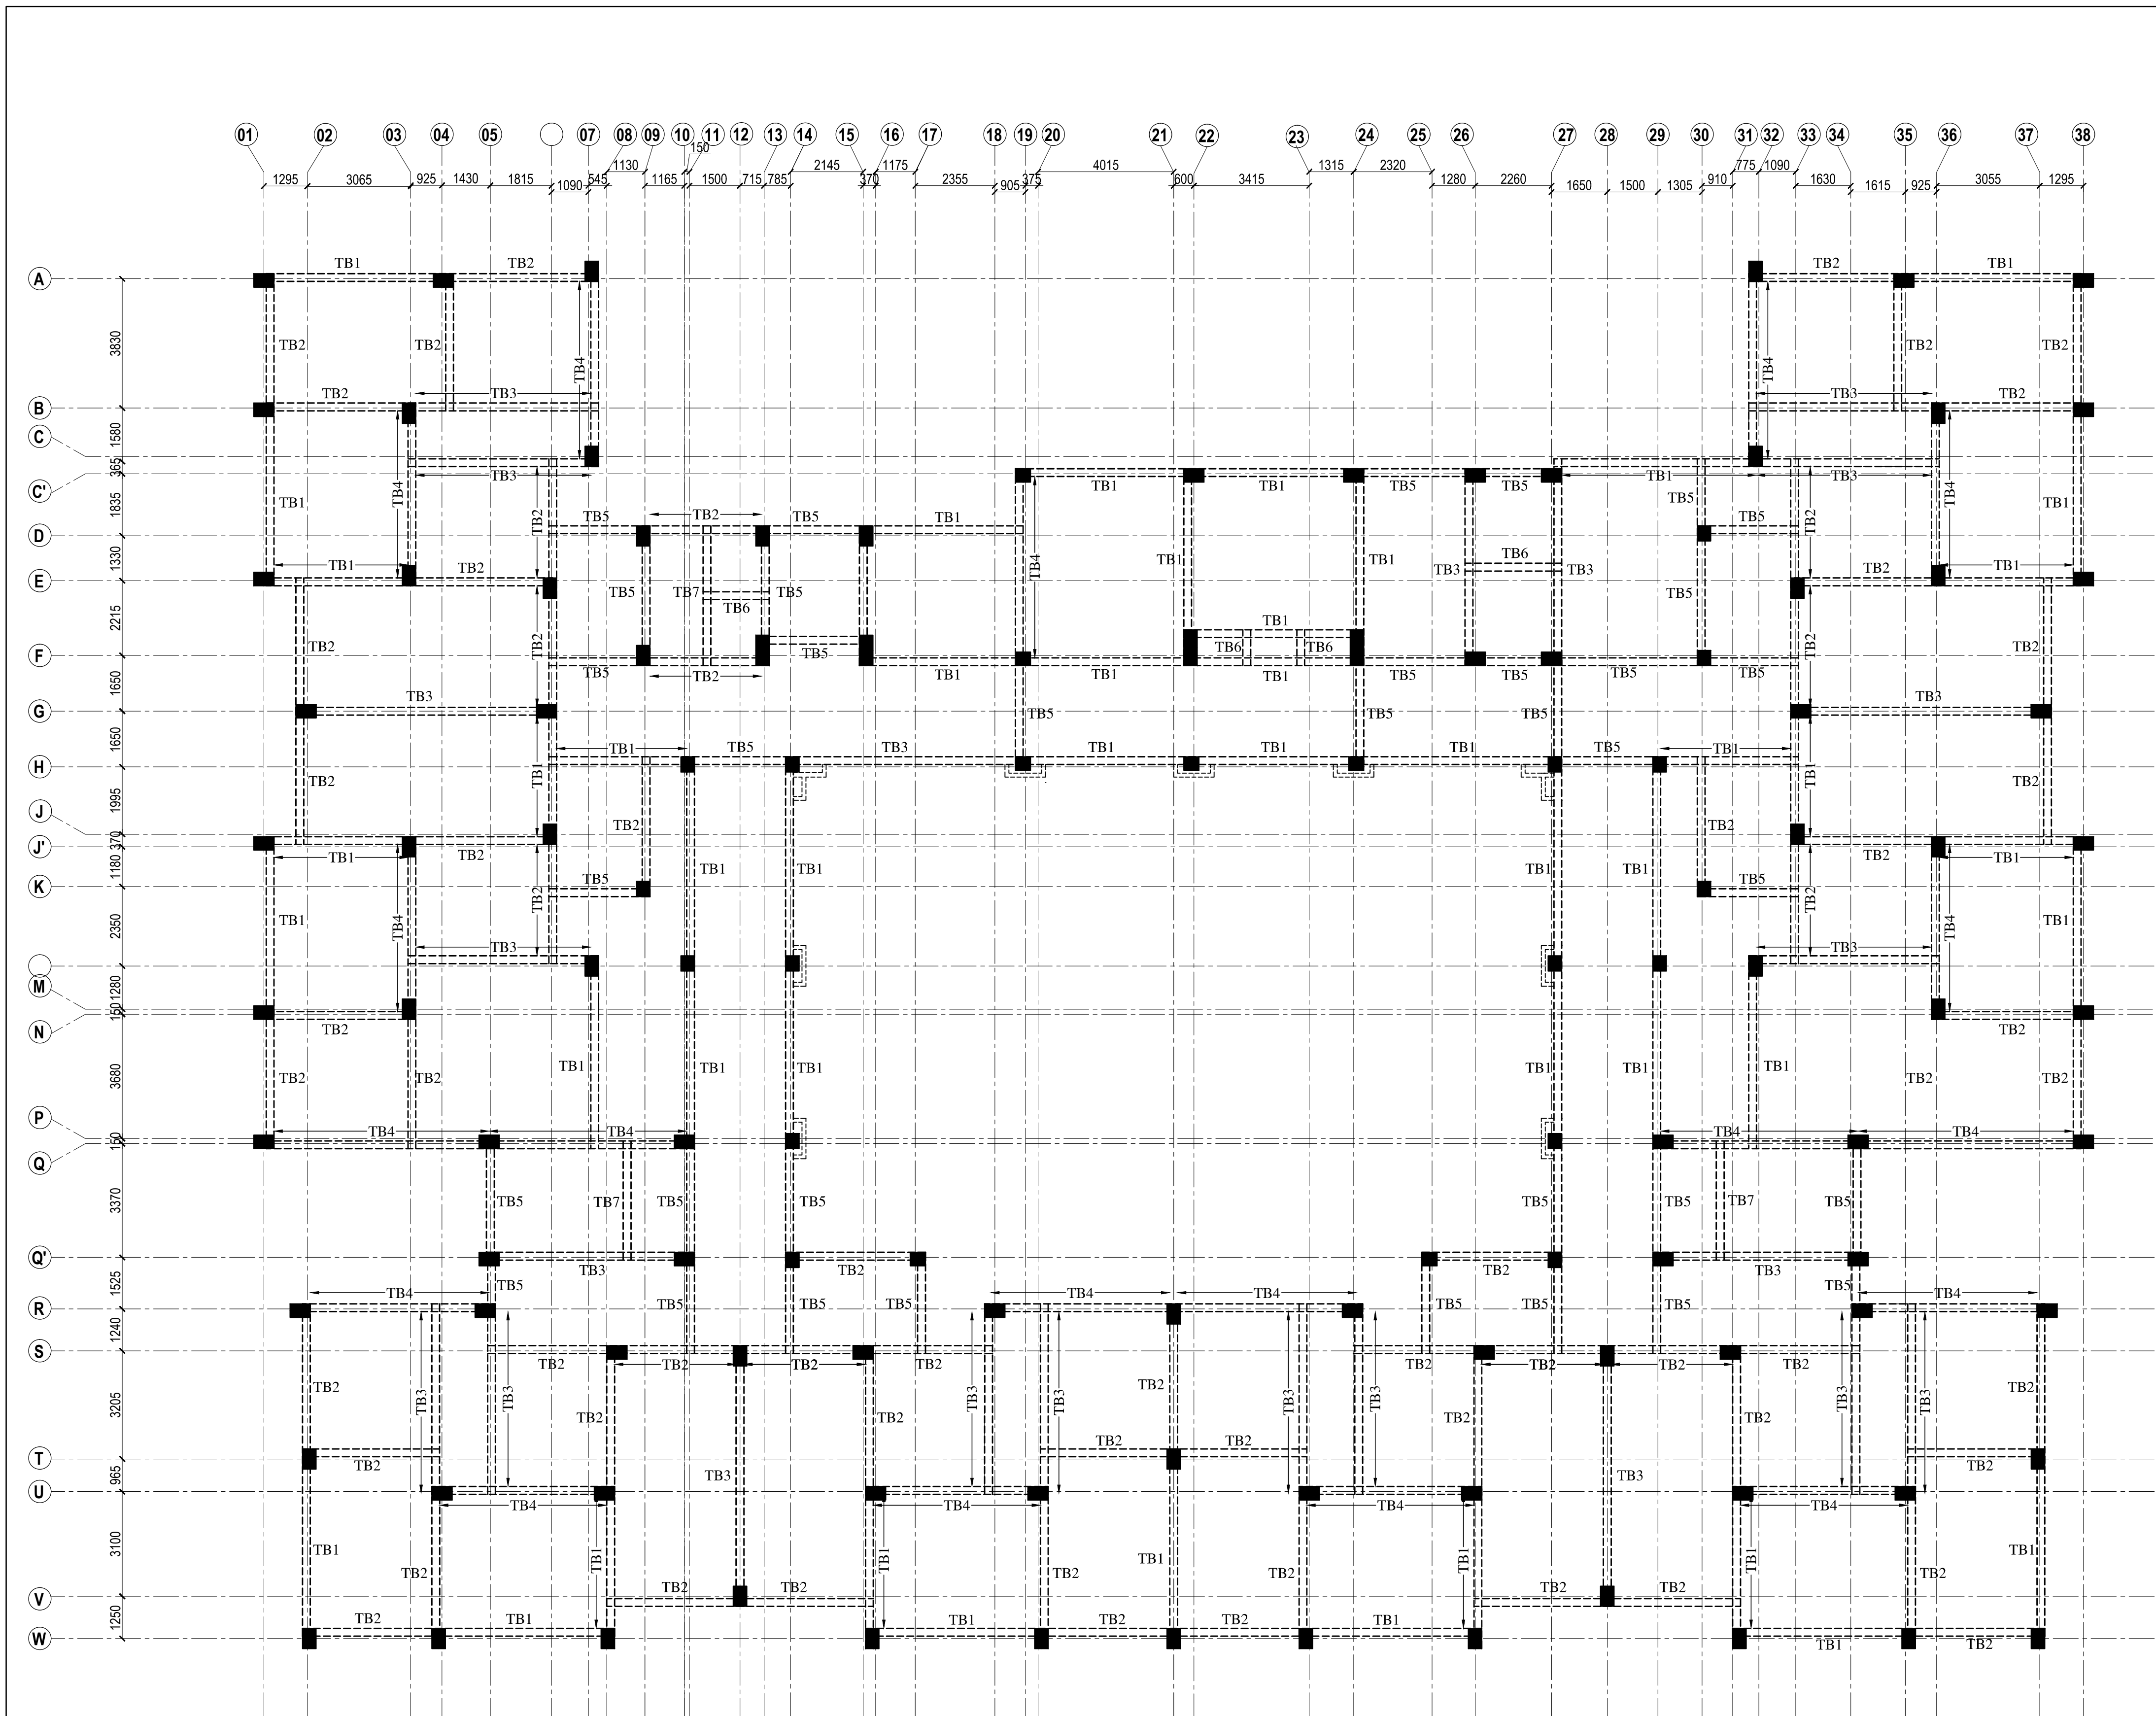 01 02 03 04 05 07 08 09 10 11 12 13 14 15 16 17 18 19 20 21 22 23 24 25 26 27 28 29 30 31 32 33 34 35 36 37 38
150
1130 2145 1175 4015 1315 2320 775 1090
1295 3065 925 1430 1815 1090 545 1165 1500 715 785 370 2355 905 375 600 3415 1280 2260 1650 1500 1305 910 1630 1615 925 3055 1295
A
TB1 TB2 TB2 TB1
3830
TB2 TB2 TB4 TB4 TB2 TB2
TB2 TB3 TB3 TB2
B
1580
C
365
C'
TB3 TB1 TB1 TB5 TB5 TB1 TB3
1835
TB1 TB4 TB2 TB5 TB2 TB5 TB1 TB5 TB5 TB2 TB4 TB1
D
1330
TB1 TB2 TB4 TB1 TB1 TB6 TB2 TB1
TB5 TB7 TB5 TB3 TB3 TB5
E
TB6
2215
TB2 TB2 TB5 TB1 TB6 TB6 TB2 TB2
F
TB5 TB2 TB1 TB1 TB1 TB5 TB5 TB5 TB5
1650
TB3 TB3
G
TB5 TB5 TB5
1650
TB1 TB5 TB3 TB1 TB1 TB1 TB5 TB1
H
TB2 TB1 TB1 TB2
1995
J
TB2 TB2
370
J'
TB1 TB2 TB2 TB1
1180
TB1 TB1 TB1 TB1
K
TB5 TB2 TB2 TB5
2350
TB1 TB4 TB4 TB1
TB3 TB3
M
1280
150
N
TB2 TB2
3680
TB2 TB2 TB1 TB1 TB1 TB1 TB1 TB1 TB2 TB2
P
150
TB4 TB4 TB4 TB4
Q
3370
TB5 TB7 TB5 TB5 TB5 TB5 TB7 TB5
Q'
TB3 TB2 TB2 TB3
1525
TB4 TB5 TB4 TB4 TB5 TB4
R
TB5 TB5 TB5 TB5 TB5 TB5
1240
S
TB2 TB2 TB2 TB2 TB2 TB2 TB2 TB2
3205
TB2 TB3 TB3 TB2 TB2 TB3 TB3 TB2 TB3 TB3 TB2 TB2 TB3 TB3 TB2
T
TB2 TB3 TB2 TB2 TB3 TB2
965
U
TB4 TB4 TB4 TB4
3100
TB1 TB2 TB1 TB1 TB2 TB1 TB2 TB1 TB1 TB2 TB1
V
TB2 TB2 TB2 TB2
1250
TB2 TB1 TB1 TB2 TB2 TB1 TB1 TB2
W